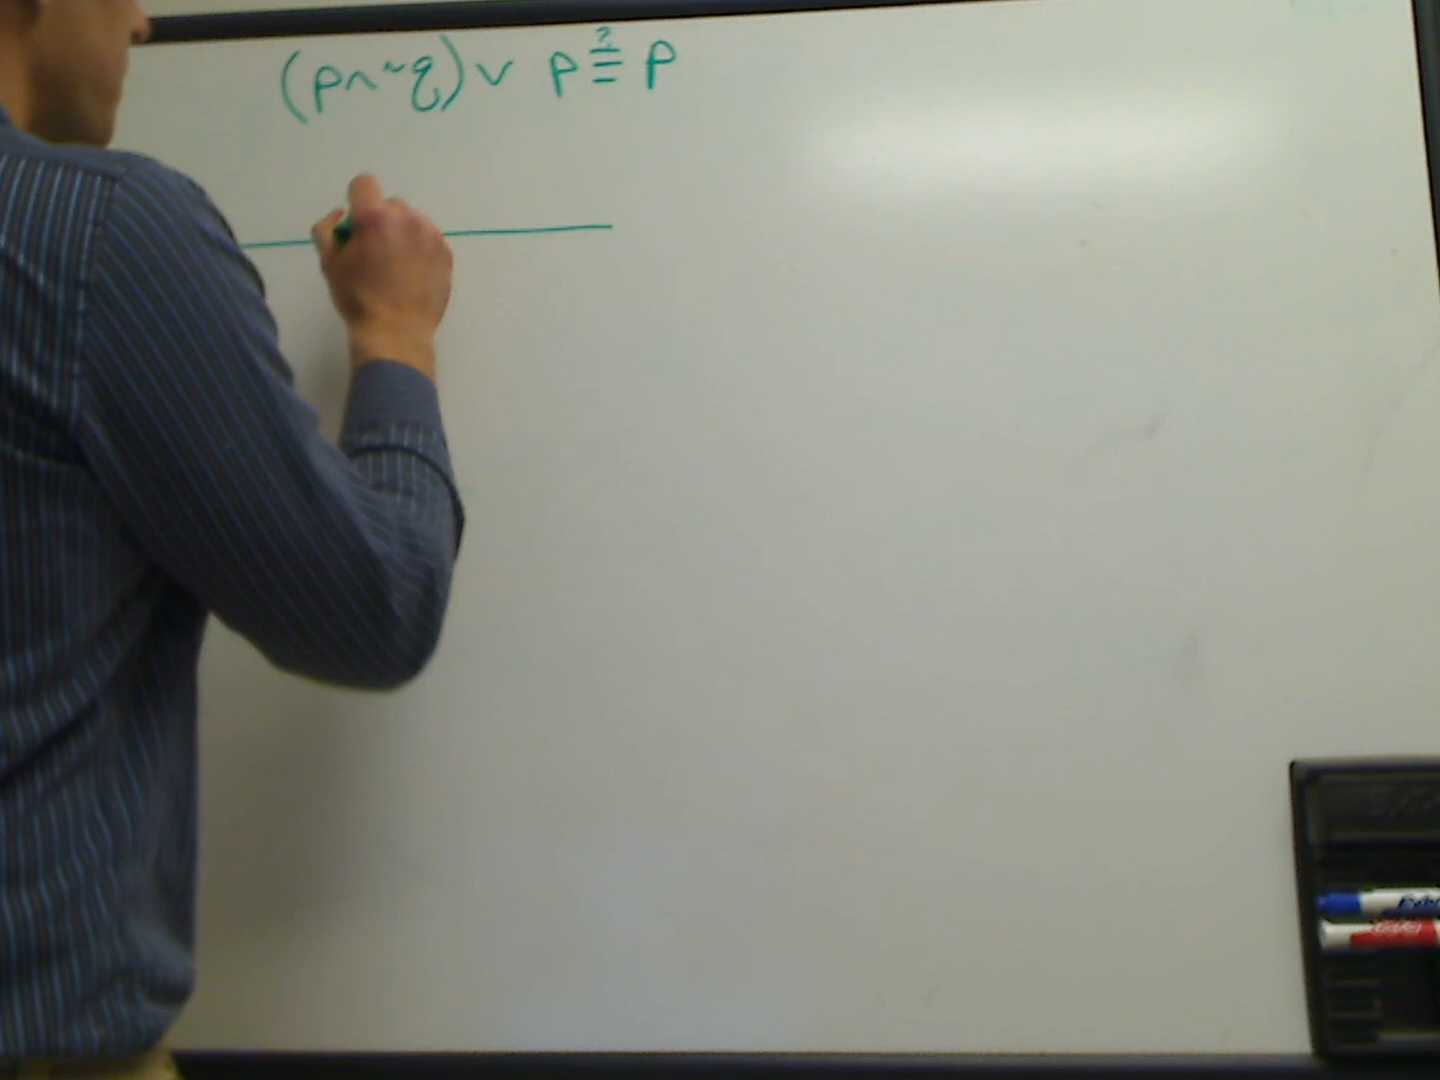 (p∧~q)∨ p ≟ p